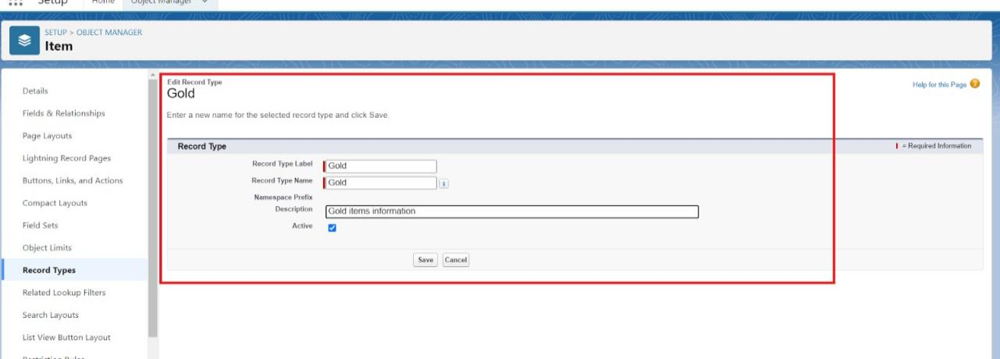 Setup Home Object Manager
SETUP > OBJECT MANAGER
Item
Details
Fields & Relationships
Page Layouts
Lightning Record Pages
Buttons, Links, and Actions
Compact Layouts
Field Sets
Object Limits
Record Types
Related Lookup Filters
Search Layouts
List View Button Layout
Restriction Rules
Edit Record Type
Gold
Help for this Page ?
Enter a new name for the selected record type and click Save.
Record Type
= Required Information
Record Type Label Gold
Record Type Name Gold i
Namespace Prefix
Description Gold items information
Active
Save Cancel